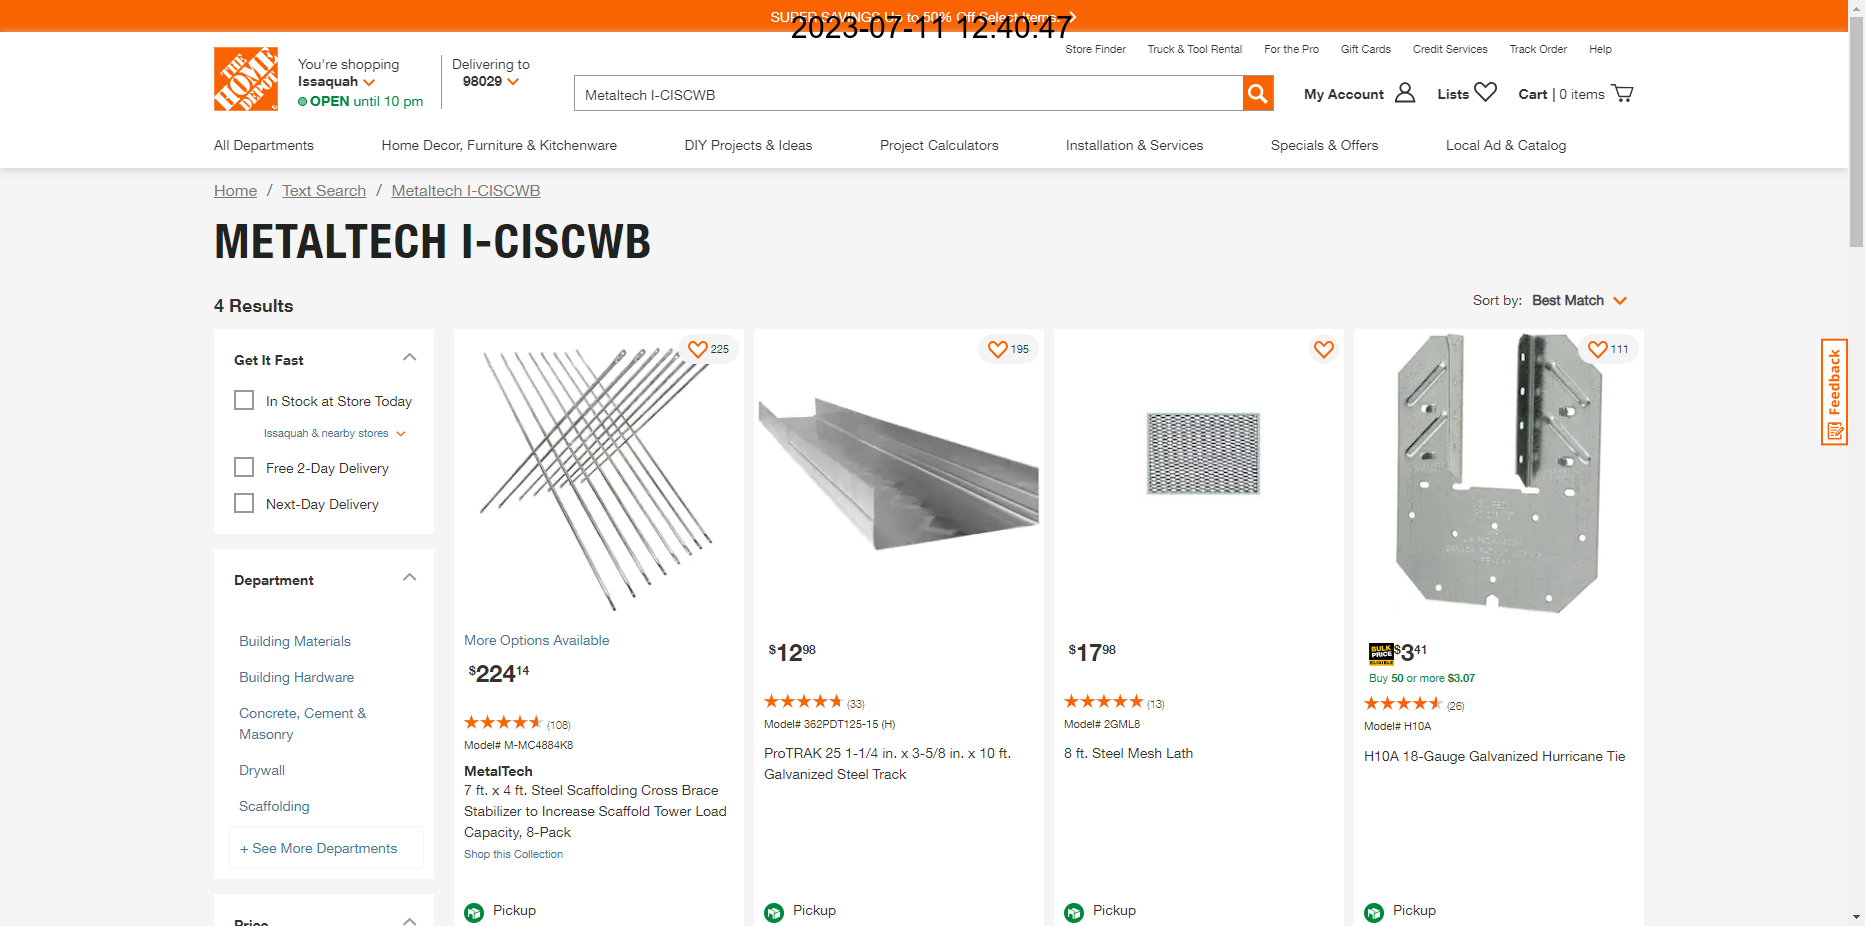 SUPER SAVINGS Up to 50% Off Select Items.
2023-07-11 12:40:47
Store Finder Truck & Tool Rental For the Pro Gift Cards Credit Services Track Order Help
THE HOME DEPOT
You're shopping
Issaquah
OPEN until 10 pm
Delivering to
98029
Metaltech I-CISCWB
My Account Lists Cart | 0 items
All Departments Home Decor, Furniture & Kitchenware DIY Projects & Ideas Project Calculators Installation & Services Specials & Offers Local Ad & Catalog
Home / Text Search / Metaltech I-CISCWB
METALTECH I-CISCWB
4 Results
Sort by: Best Match
Get It Fast
In Stock at Store Today
Issaquah & nearby stores
Free 2-Day Delivery
Next-Day Delivery
Department
Building Materials
Building Hardware
Concrete, Cement &
Masonry
Drywall
Scaffolding
+ See More Departments
Price
225
More Options Available
$224 14
(108)
Model# M-MC4884K8
MetalTech
7 ft. x 4 ft. Steel Scaffolding Cross Brace
Stabilizer to Increase Scaffold Tower Load
Capacity, 8-Pack
Shop this Collection
Pickup
195
$12 98
(33)
Model# 362PDT125-15 (H)
ProTRAK 25 1-1/4 in. x 3-5/8 in. x 10 ft.
Galvanized Steel Track
Pickup
$17 98
(13)
Model# 2GML8
8 ft. Steel Mesh Lath
Pickup
111
BULK
PRICE
ELIGIBLE
$3 41
Buy 50 or more $3.07
(26)
Model# H10A
H10A 18-Gauge Galvanized Hurricane Tie
Pickup
Feedback